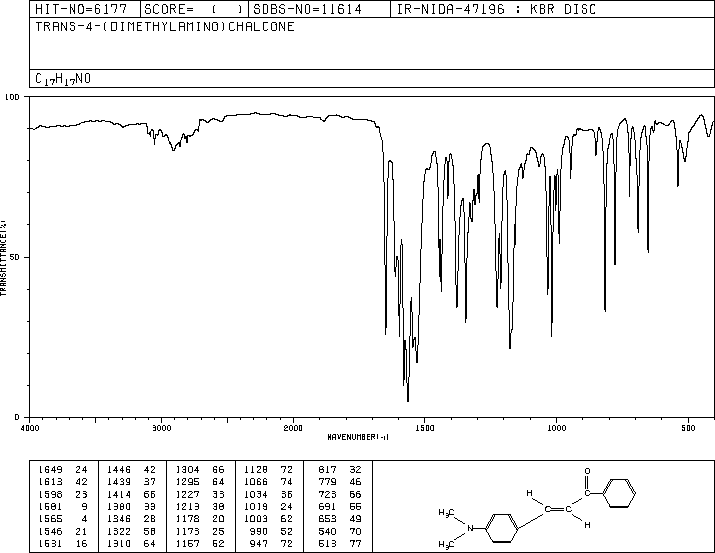 HIT-NO=6177 SCORE= ( ) SDBS-NO=11614 IR-NIDA-47196 : KBR DISC
TRANS-4-(DIMETHYLAMINO)CHALCONE
C17H17NO
100
TRANSMITTANCE(%)
50
0
4000 3000 2000 1500 1000 500
WAVENUMBER(-1)
1649 24 1446 42 1304 66 1128 72 817 32
1613 42 1439 37 1295 64 1066 74 779 46
1598 23 1414 66 1227 33 1034 36 723 66
1581 9 1380 33 1213 38 1019 24 691 55
1565 4 1346 28 1178 20 1003 62 653 49
1546 21 1322 58 1173 25 990 52 540 70
1531 16 1310 64 1157 52 947 72 513 77
O
H
C
C C
H
H3C
N
H3C